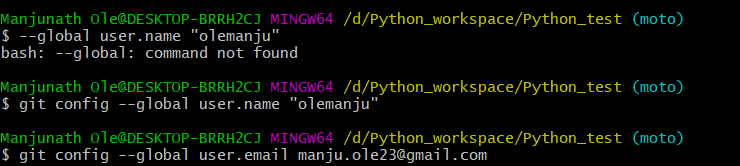 Manjunath Ole@DESKTOP-BRRH2CJ MINGW64 /d/Python_workspace/Python_test (moto)
$ --global user.name "olemanju"
bash: --global: command not found
Manjunath Ole@DESKTOP-BRRH2CJ MINGW64 /d/Python_workspace/Python_test (moto)
$ git config --global user.name "olemanju"
Manjunath Ole@DESKTOP-BRRH2CJ MINGW64 /d/Python_workspace/Python_test (moto)
$ git config --global user.email manju.ole23@gmail.com